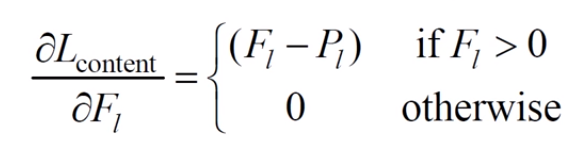 ∂L_content / ∂F_l = { (F_l − P_l) if F_l > 0
0 otherwise